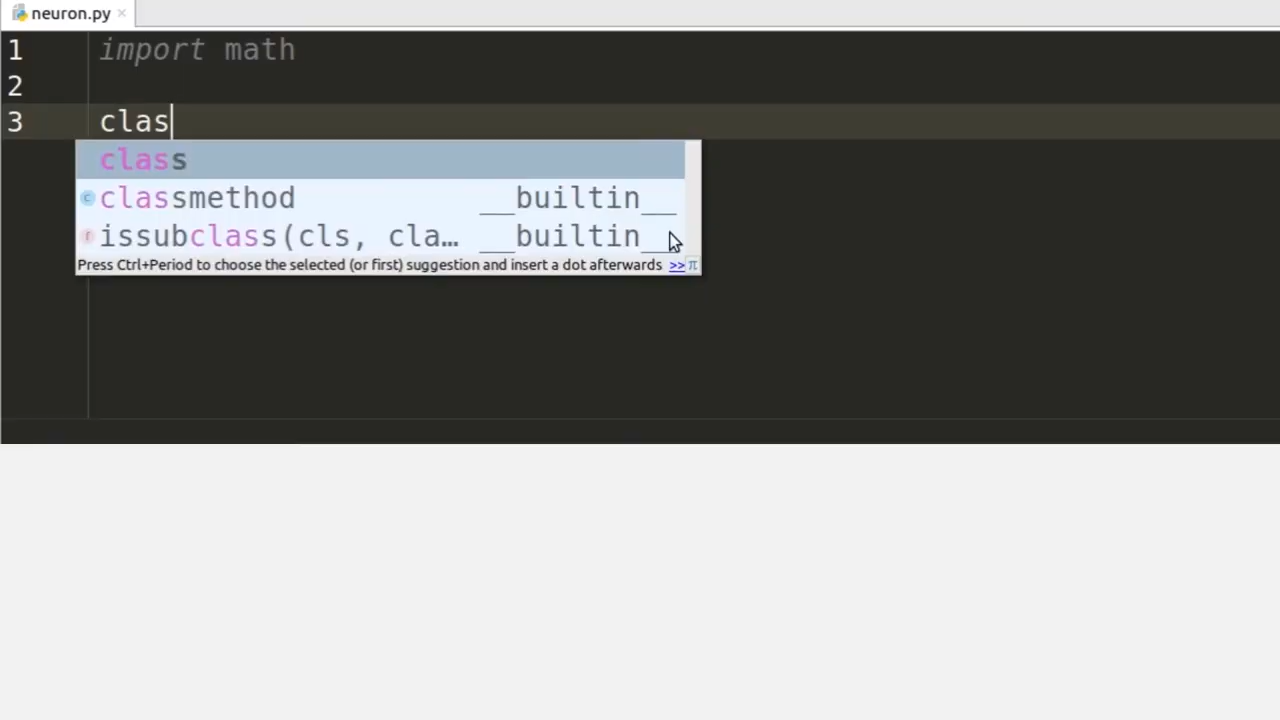 neuron.py
1 import math
2
3 clas
class
classmethod __builtin__
issubclass(cls, cla… __builtin__
Press Ctrl+Period to choose the selected (or first) suggestion and insert a dot afterwards >> π